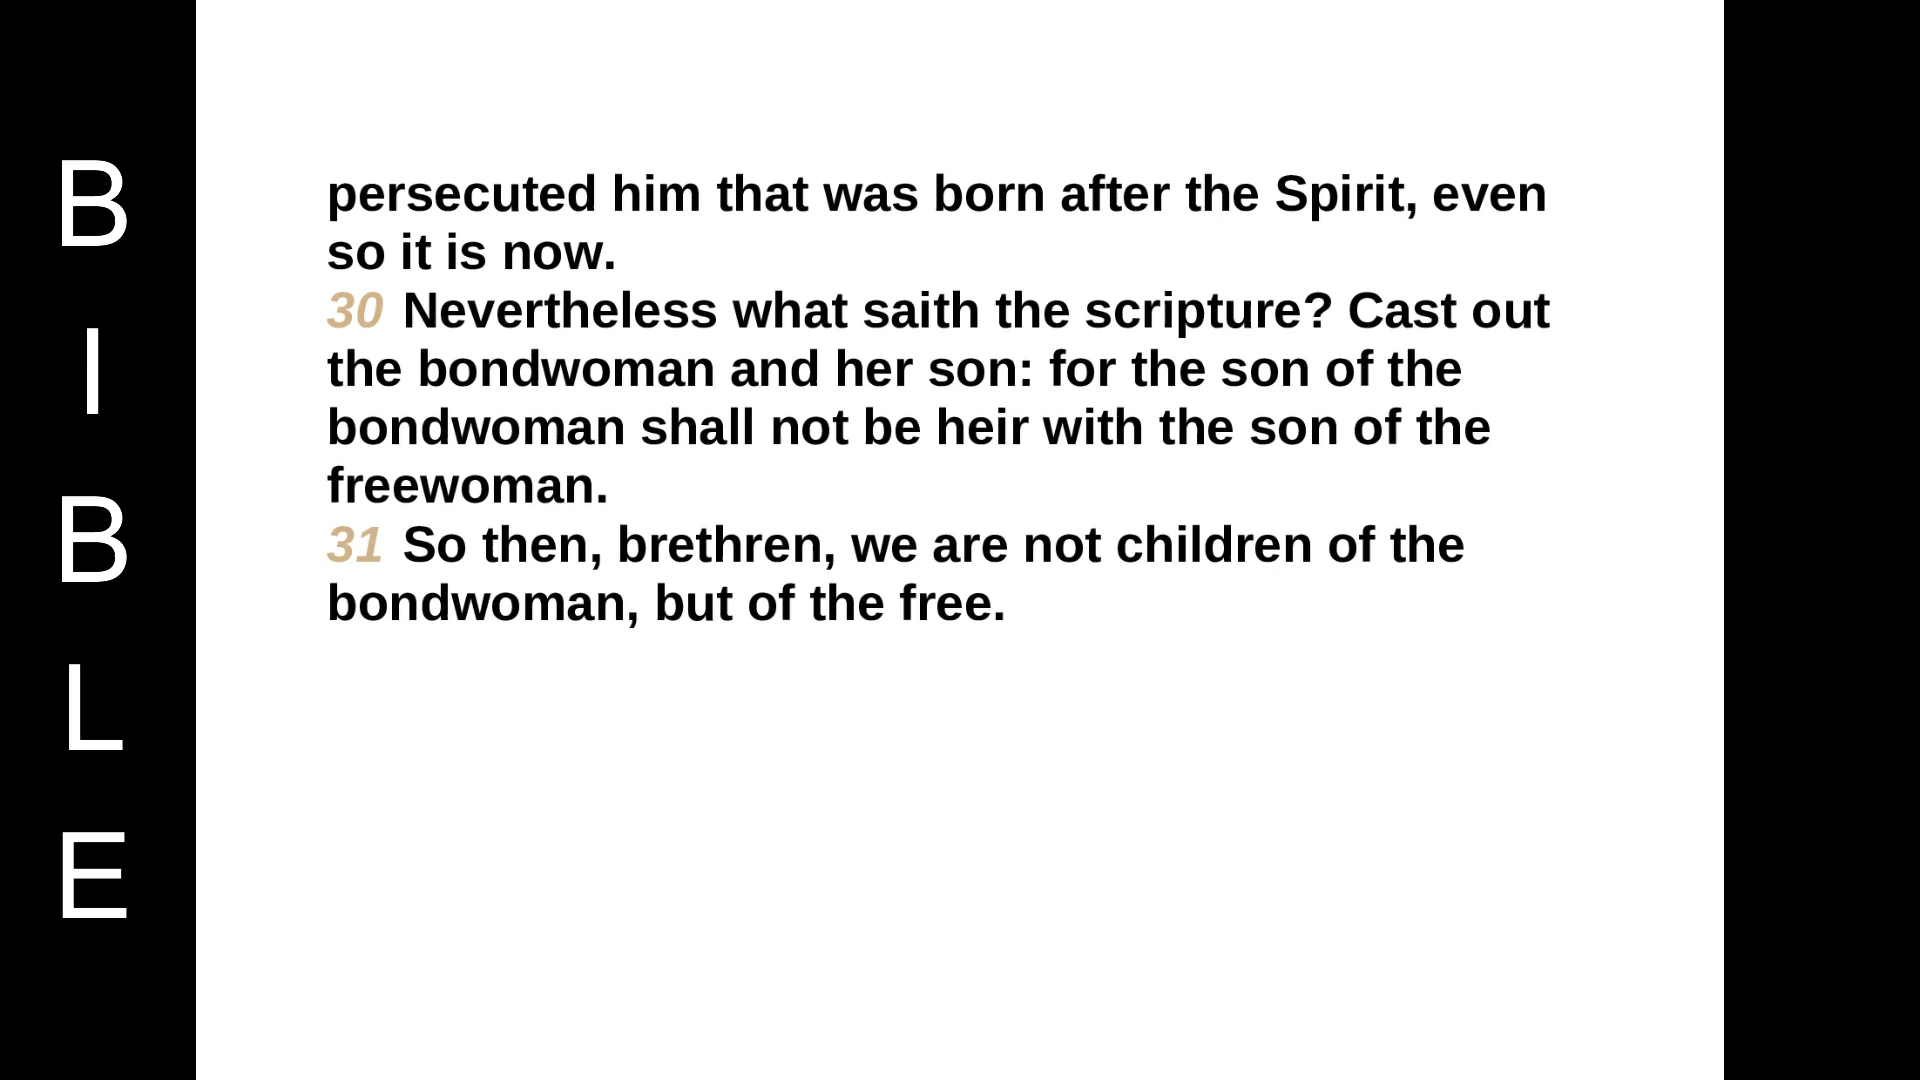 B
I
B
L
E
persecuted him that was born after the Spirit, even
so it is now.
30 Nevertheless what saith the scripture? Cast out
the bondwoman and her son: for the son of the
bondwoman shall not be heir with the son of the
freewoman.
31 So then, brethren, we are not children of the
bondwoman, but of the free.